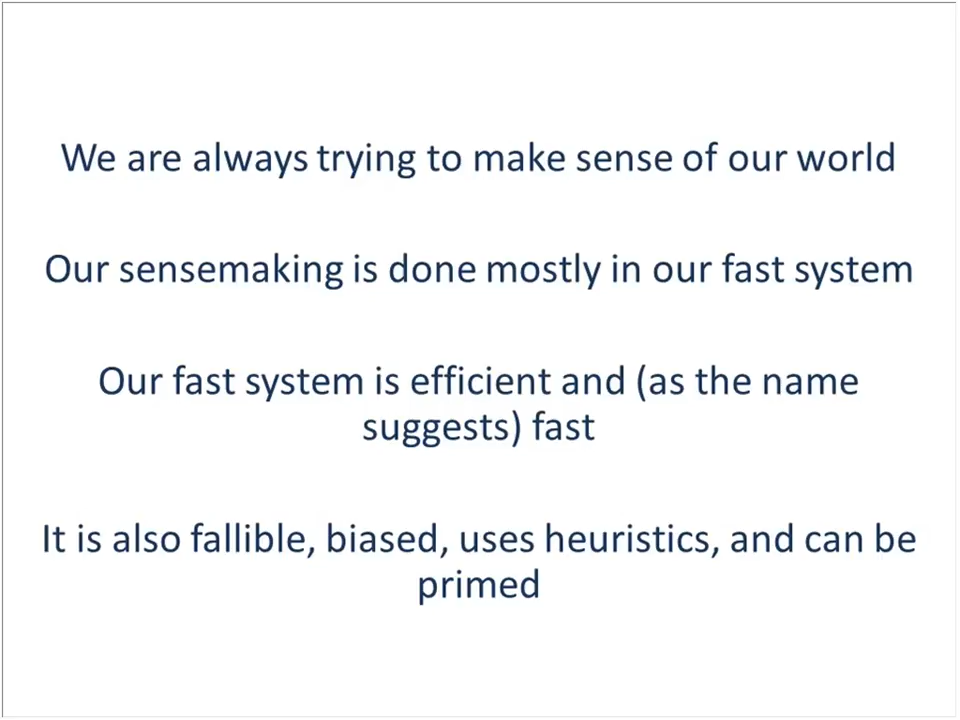 We are always trying to make sense of our world
Our sensemaking is done mostly in our fast system
Our fast system is efficient and (as the name
suggests) fast
It is also fallible, biased, uses heuristics, and can be
primed